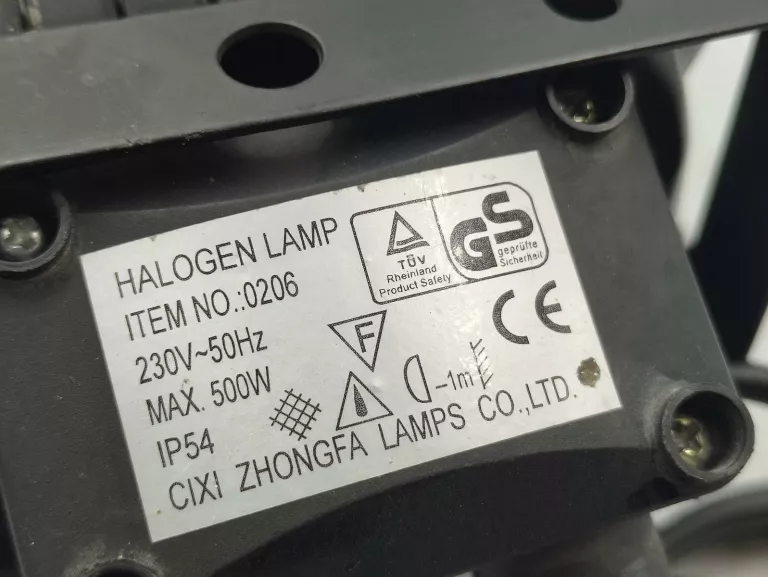 HALOGEN LAMP
ITEM NO.:0206
230V~50Hz
MAX. 500W
IP54
CIXI ZHONGFA LAMPS CO.,LTD.
TÜV
Rheinland
Product Safety
GS
geprüfte
Sicherheit
F
CE
-1m